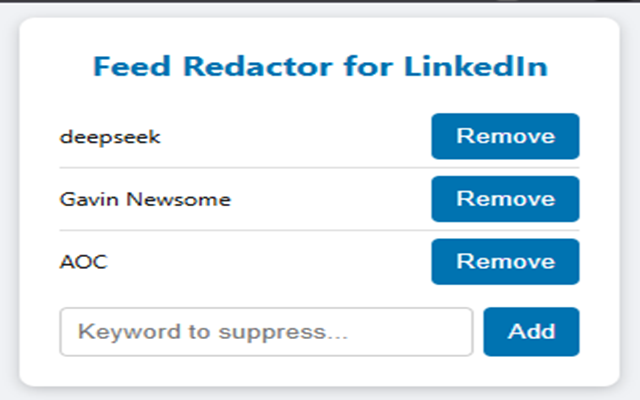 Feed Redactor for LinkedIn
deepseek
Remove
Gavin Newsome
Remove
AOC
Remove
Keyword to suppress...
Add